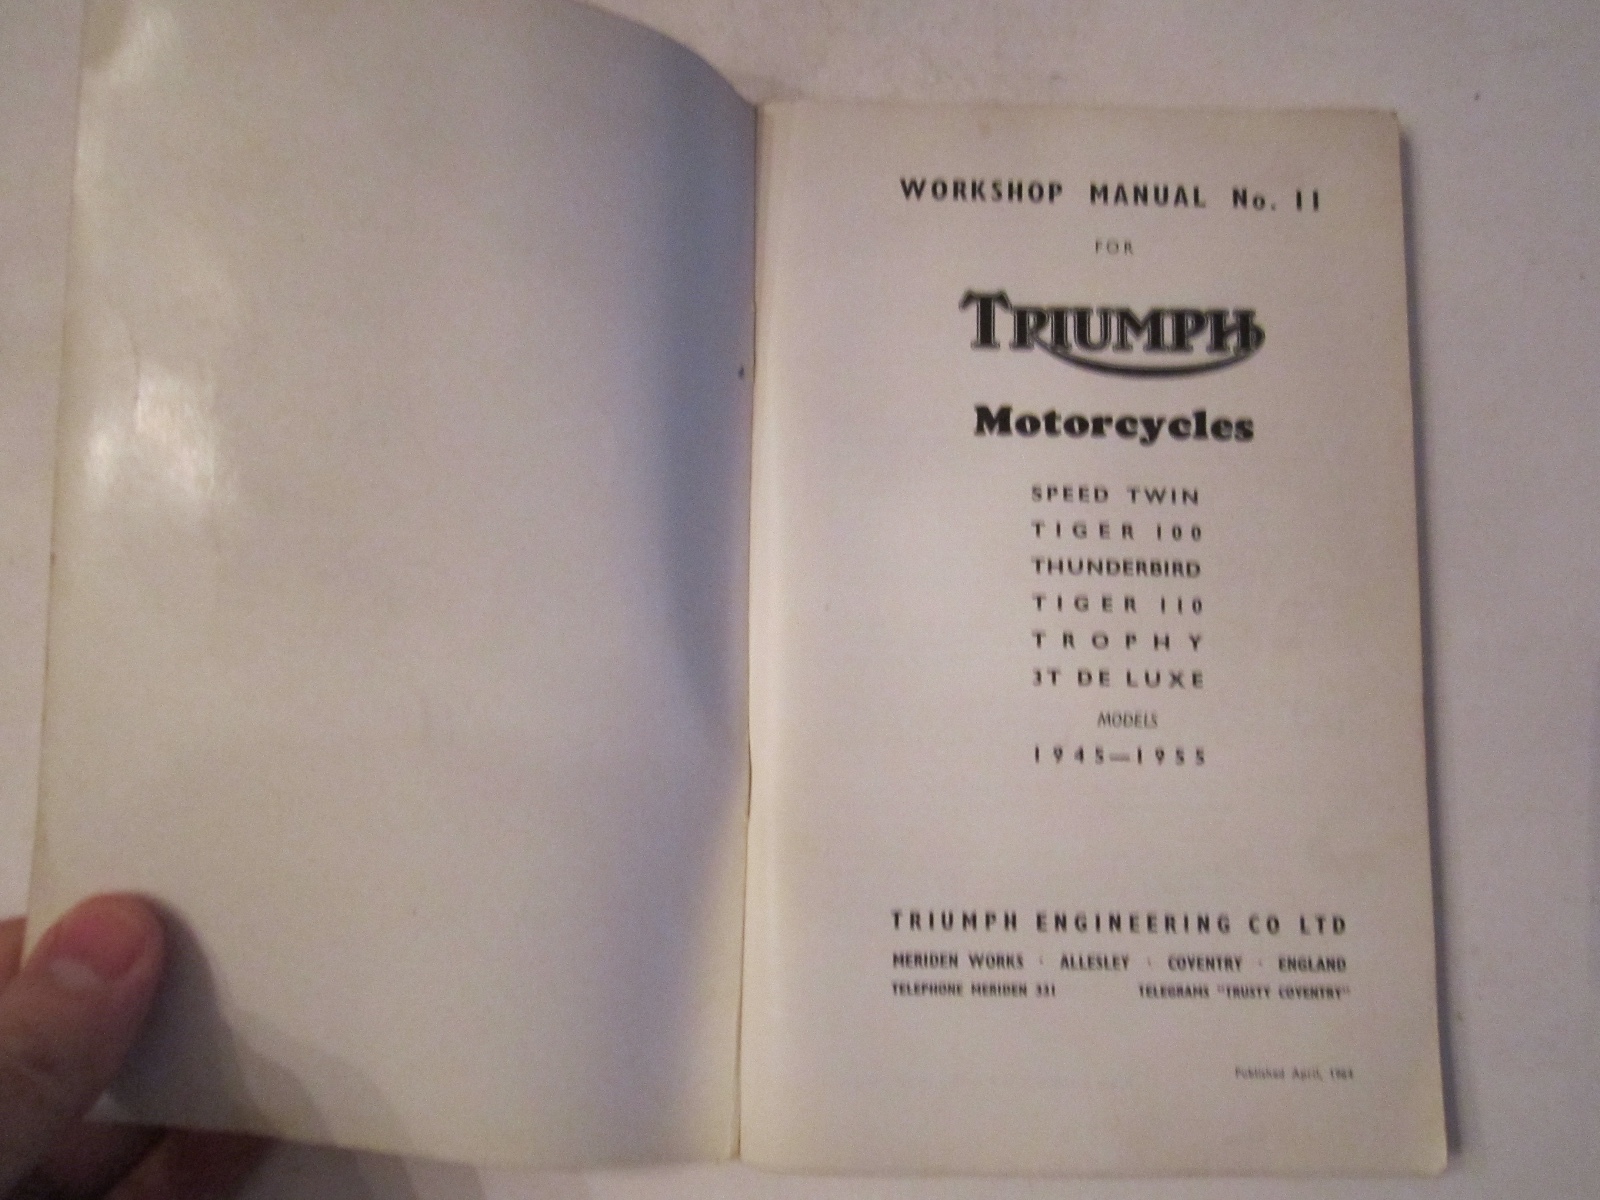 WORKSHOP MANUAL No. 11
FOR
TRIUMPH
Motorcycles
SPEED TWIN
TIGER 100
THUNDERBIRD
TIGER 110
TROPHY
3T DE LUXE
MODELS
1945—1955
TRIUMPH ENGINEERING CO LTD
MERIDEN WORKS · ALLESLEY · COVENTRY · ENGLAND
TELEPHONE MERIDEN 331 TELEGRAMS "TRUSTY COVENTRY"
Published April,